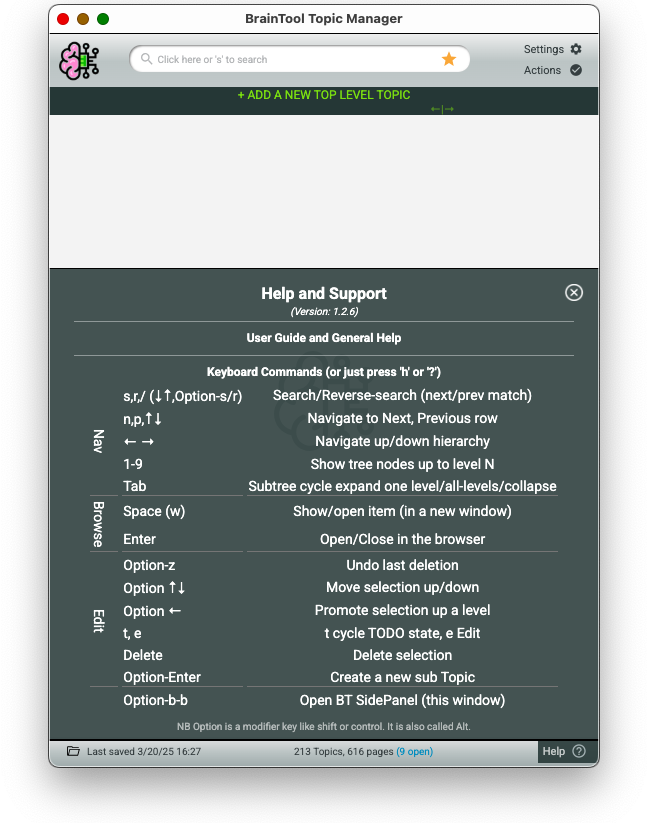 BrainTool Topic Manager
Click here or 's' to search
Settings
Actions
+ ADD A NEW TOP LEVEL TOPIC
←|→
Help and Support
(Version: 1.2.6)
User Guide and General Help
Keyboard Commands (or just press 'h' or '?')
Nav
s,r,/ (↓↑,Option-s/r) Search/Reverse-search (next/prev match)
n,p,↑↓ Navigate to Next, Previous row
← → Navigate up/down hierarchy
1-9 Show tree nodes up to level N
Tab Subtree cycle expand one level/all-levels/collapse
Browse
Space (w) Show/open item (in a new window)
Enter Open/Close in the browser
Edit
Option-z Undo last deletion
Option ↑↓ Move selection up/down
Option ← Promote selection up a level
t, e t cycle TODO state, e Edit
Delete Delete selection
Option-Enter Create a new sub Topic
Option-b-b Open BT SidePanel (this window)
NB Option is a modifier key like shift or control. It is also called Alt.
Last saved 3/20/25 16:27 213 Topics, 616 pages (9 open) Help ?